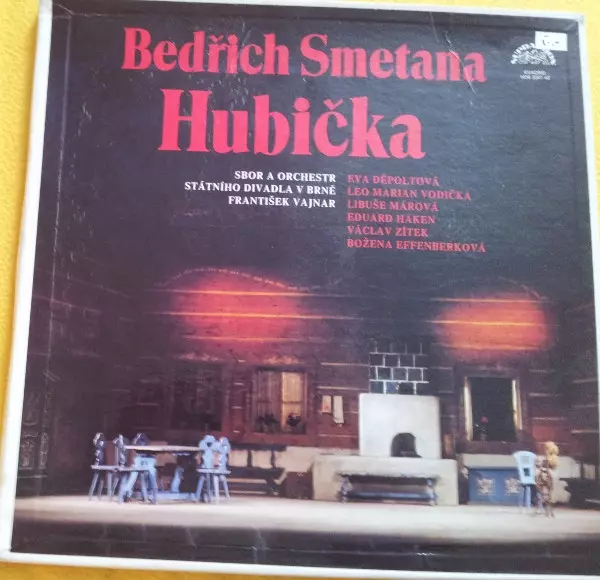 Bedřich Smetana
Hubička
SUPRAPHON
SBOR A ORCHESTR
STÁTNÍHO DIVADLA V BRNĚ
FRANTIŠEK VAJNAR
EVA DĚPOLTOVÁ
LEO MARIAN VODIČKA
LIBUŠE MÁROVÁ
EDUARD HAKEN
VÁCLAV ZÍTEK
BOŽENA EFFENBERKOVÁ